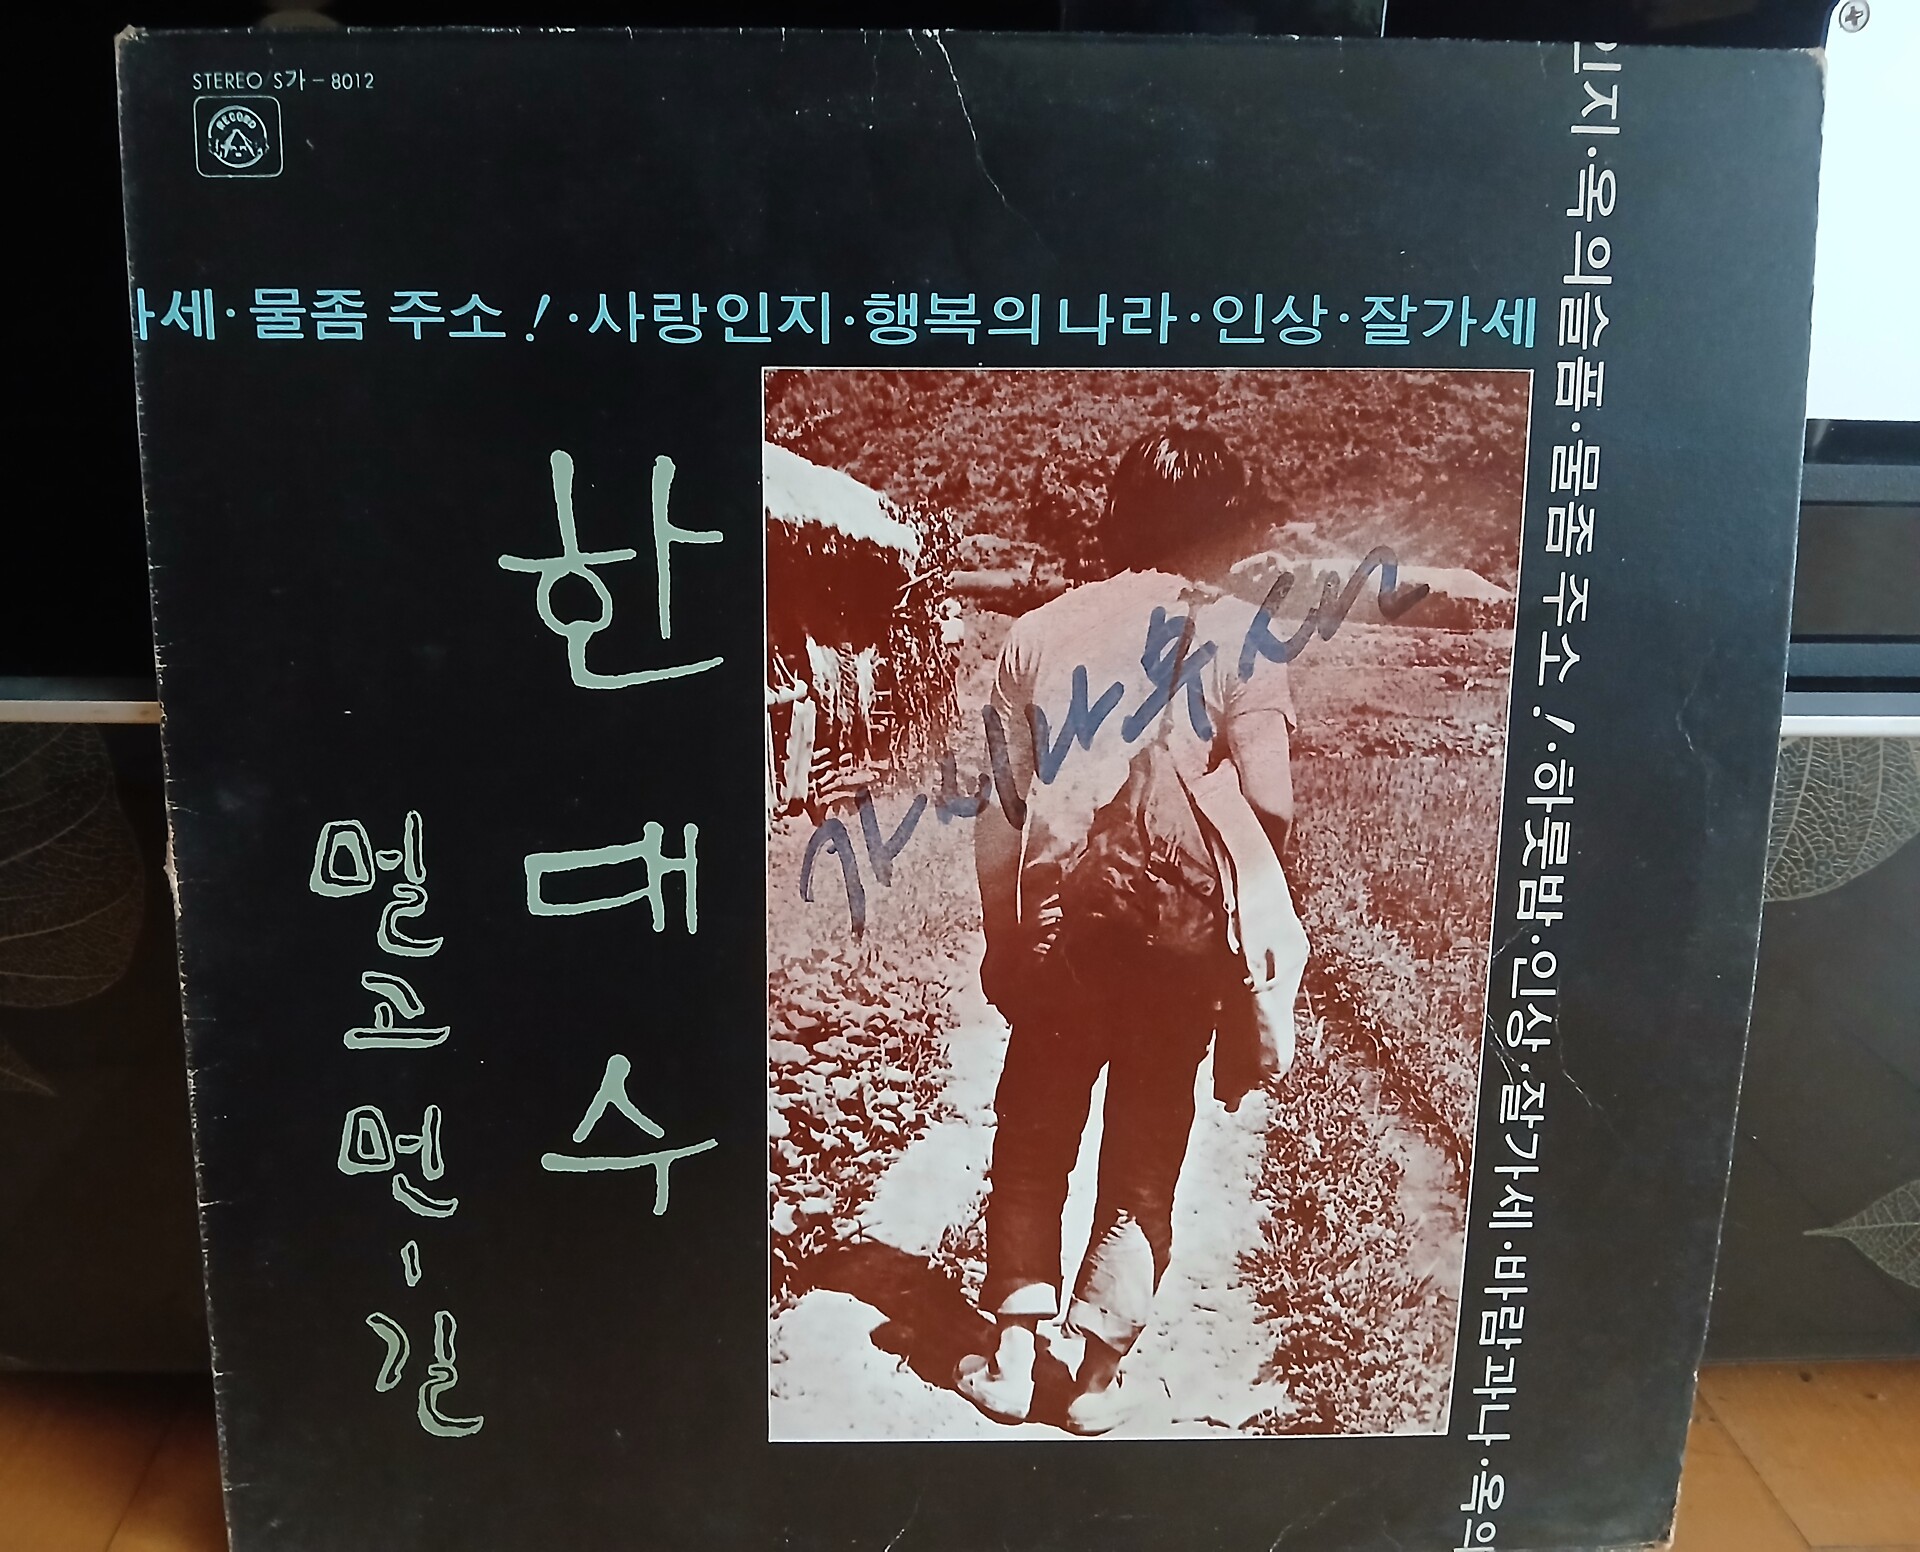 STEREO S가-8012
RECORD
가세·물좀 주소!·사랑인지·행복의나라·인상·잘가세
한대수
멀고 먼-길
인지·옥의슬픔·물좀 주소!·하룻밤·인상·잘가세·바람과나·옥의